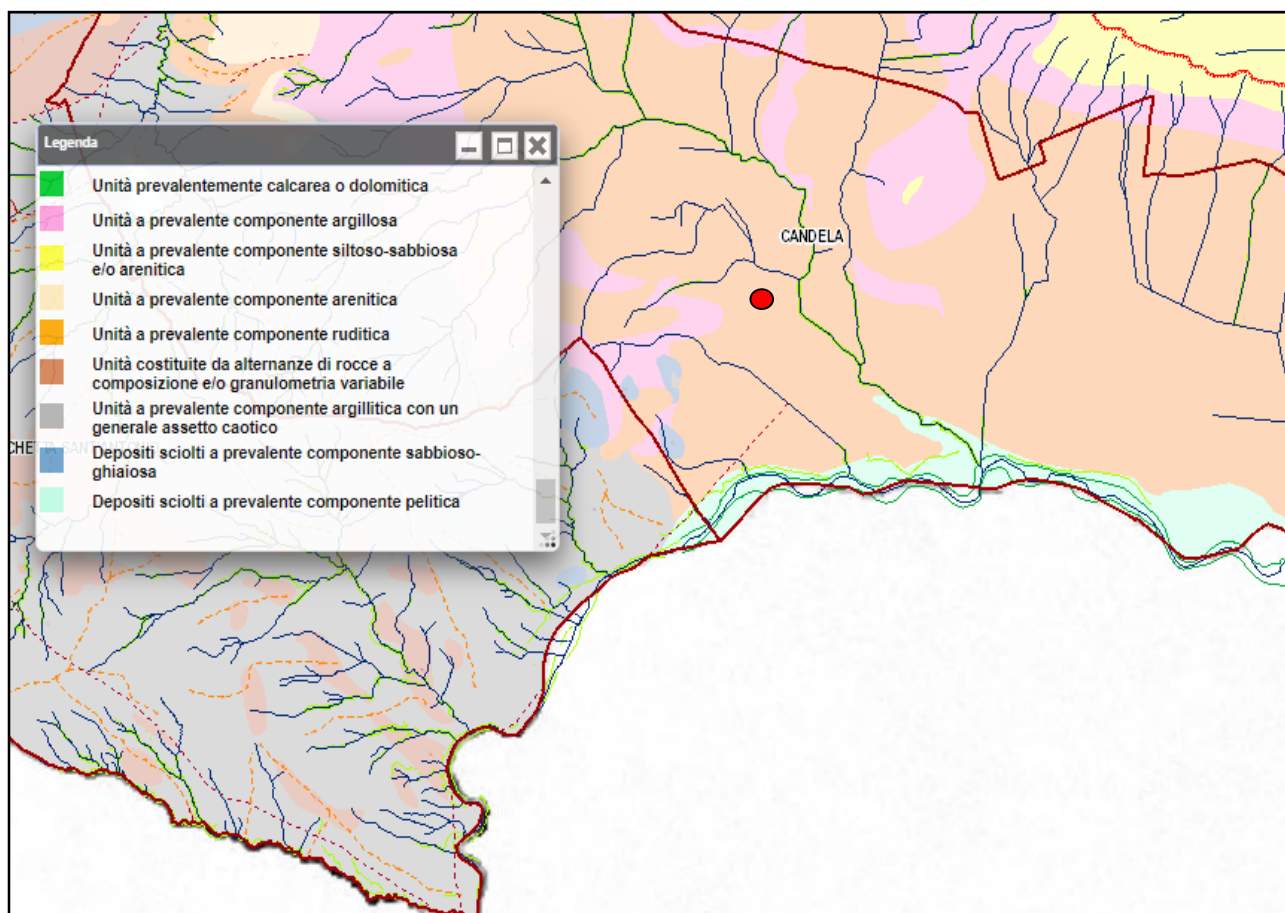 Legenda
Unità prevalentemente calcarea o dolomitica
Unità a prevalente componente argillosa
Unità a prevalente componente siltoso-sabbiosa
e/o arenitica
Unità a prevalente componente arenitica
Unità a prevalente componente ruditica
Unità costituite da alternanze di rocce a
composizione e/o granulometria variabile
Unità a prevalente componente argillitica con un
generale assetto caotico
Depositi sciolti a prevalente componente sabbioso-
ghiaiosa
Depositi sciolti a prevalente componente pelitica
CANDELA